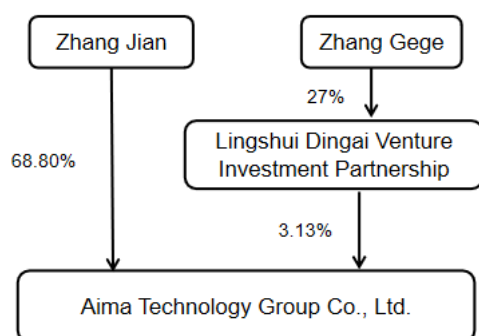 Zhang Jian
Zhang Gege
27%
Lingshui Dingai Venture
Investment Partnership
68.80%
3.13%
Aima Technology Group Co., Ltd.